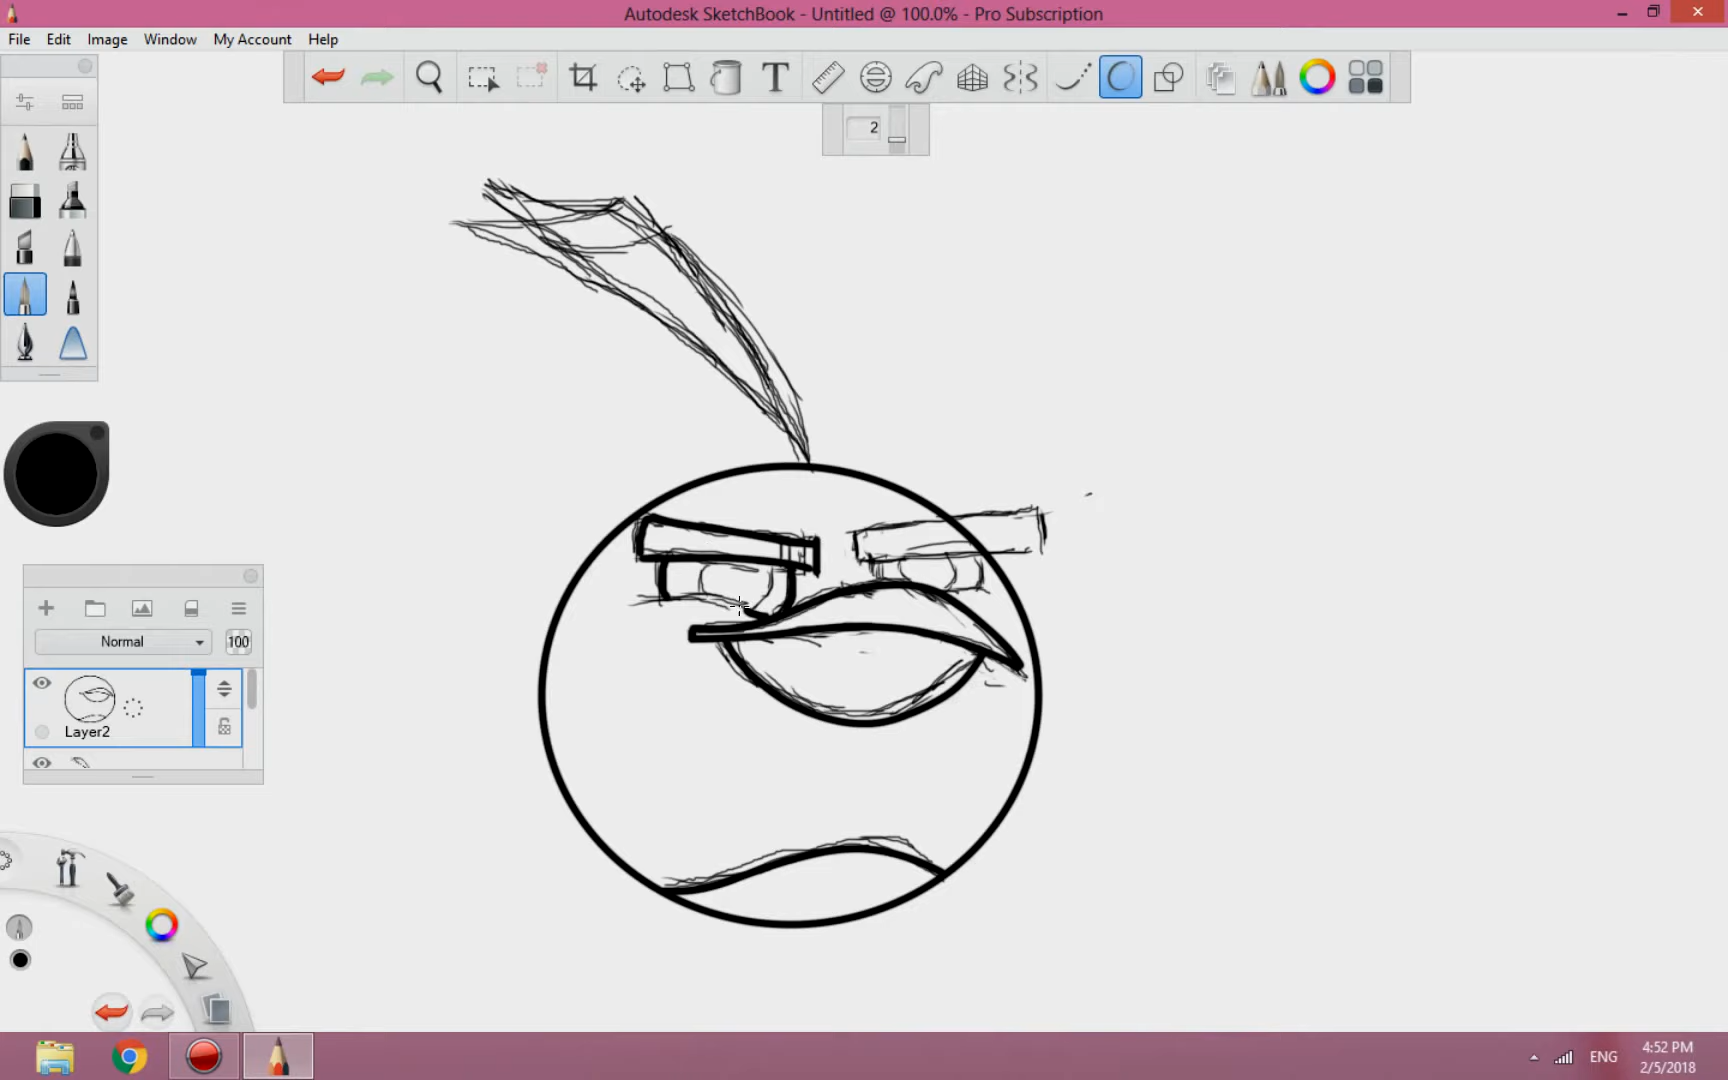 Autodesk SketchBook - Untitled @ 100.0% - Pro Subscription
File Edit Image Window My Account Help
2
Normal 100
Layer2
ENG
4:52 PM
2/5/2018